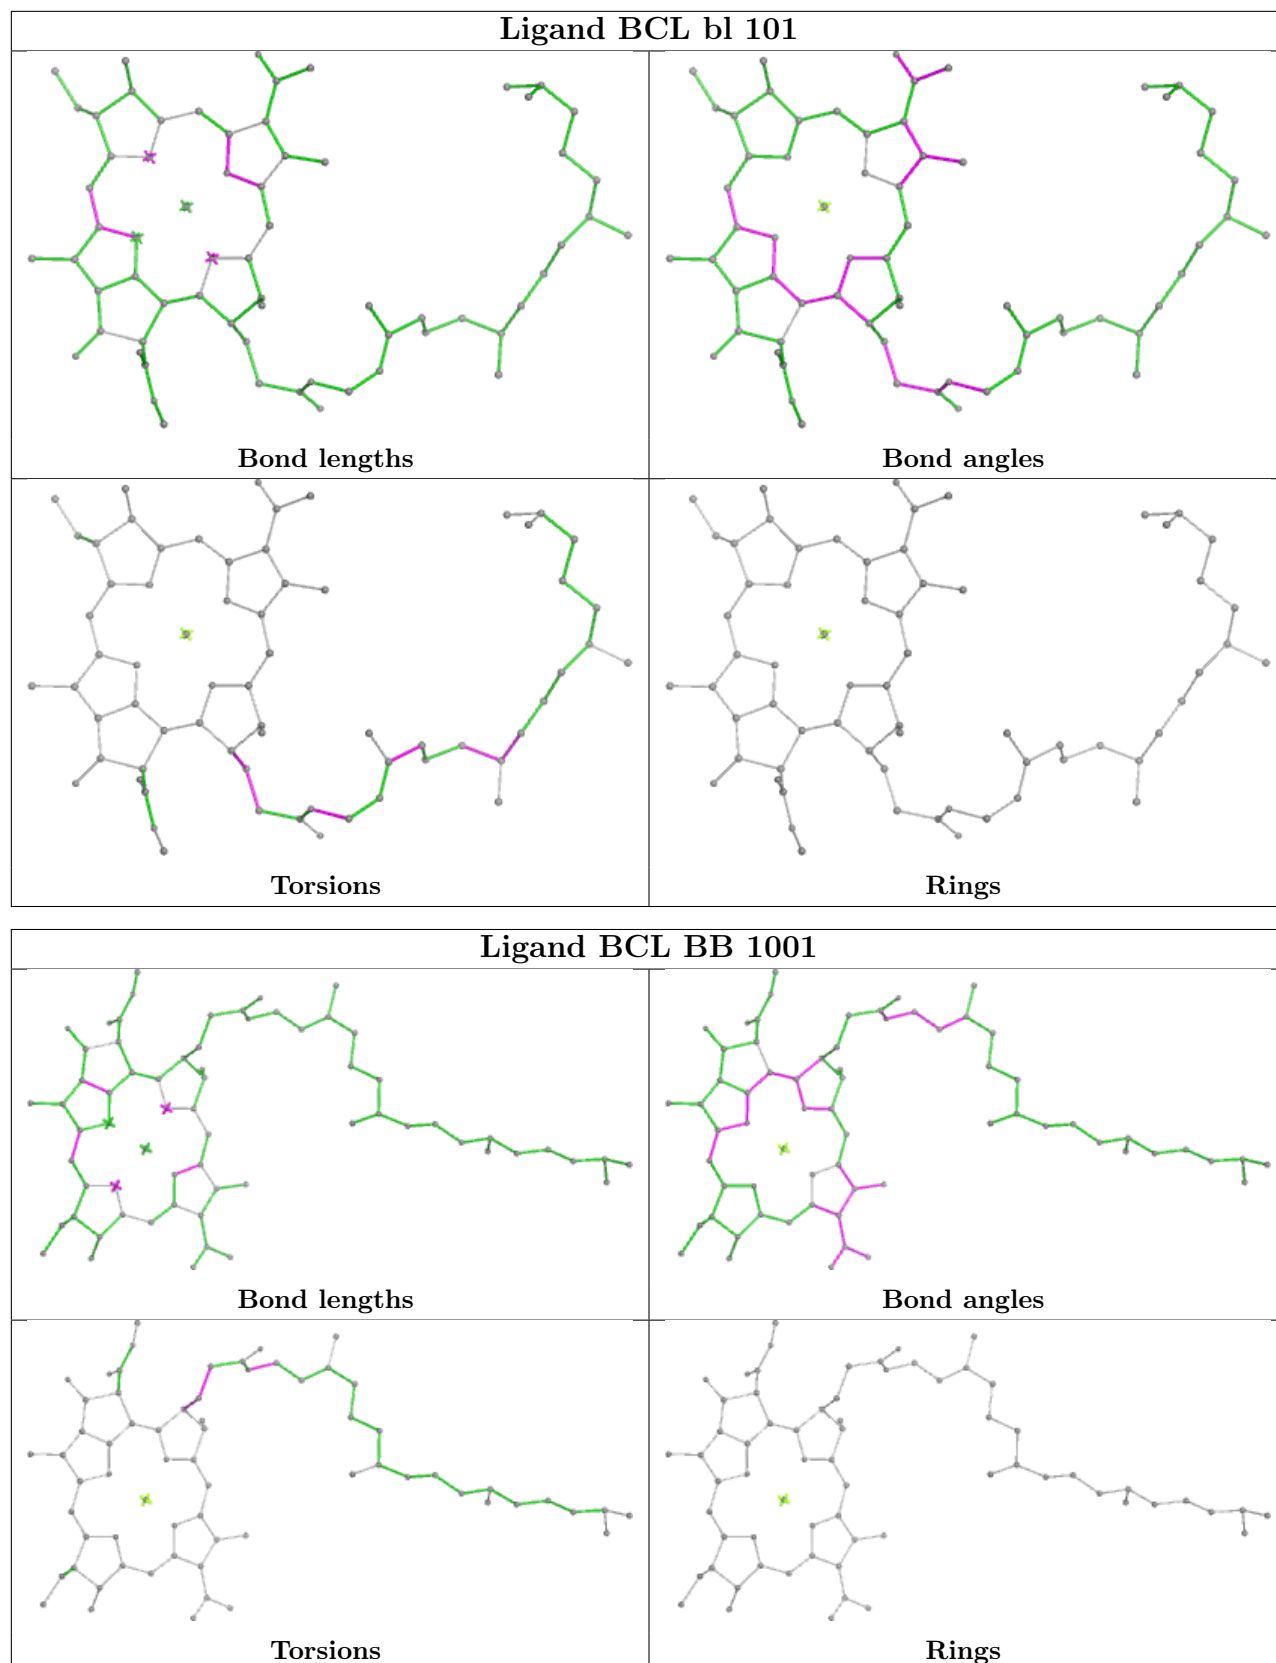 Ligand BCL bl 101
Bond lengths
Bond angles
Torsions
Rings
Ligand BCL BB 1001
Bond lengths
Bond angles
Torsions
Rings